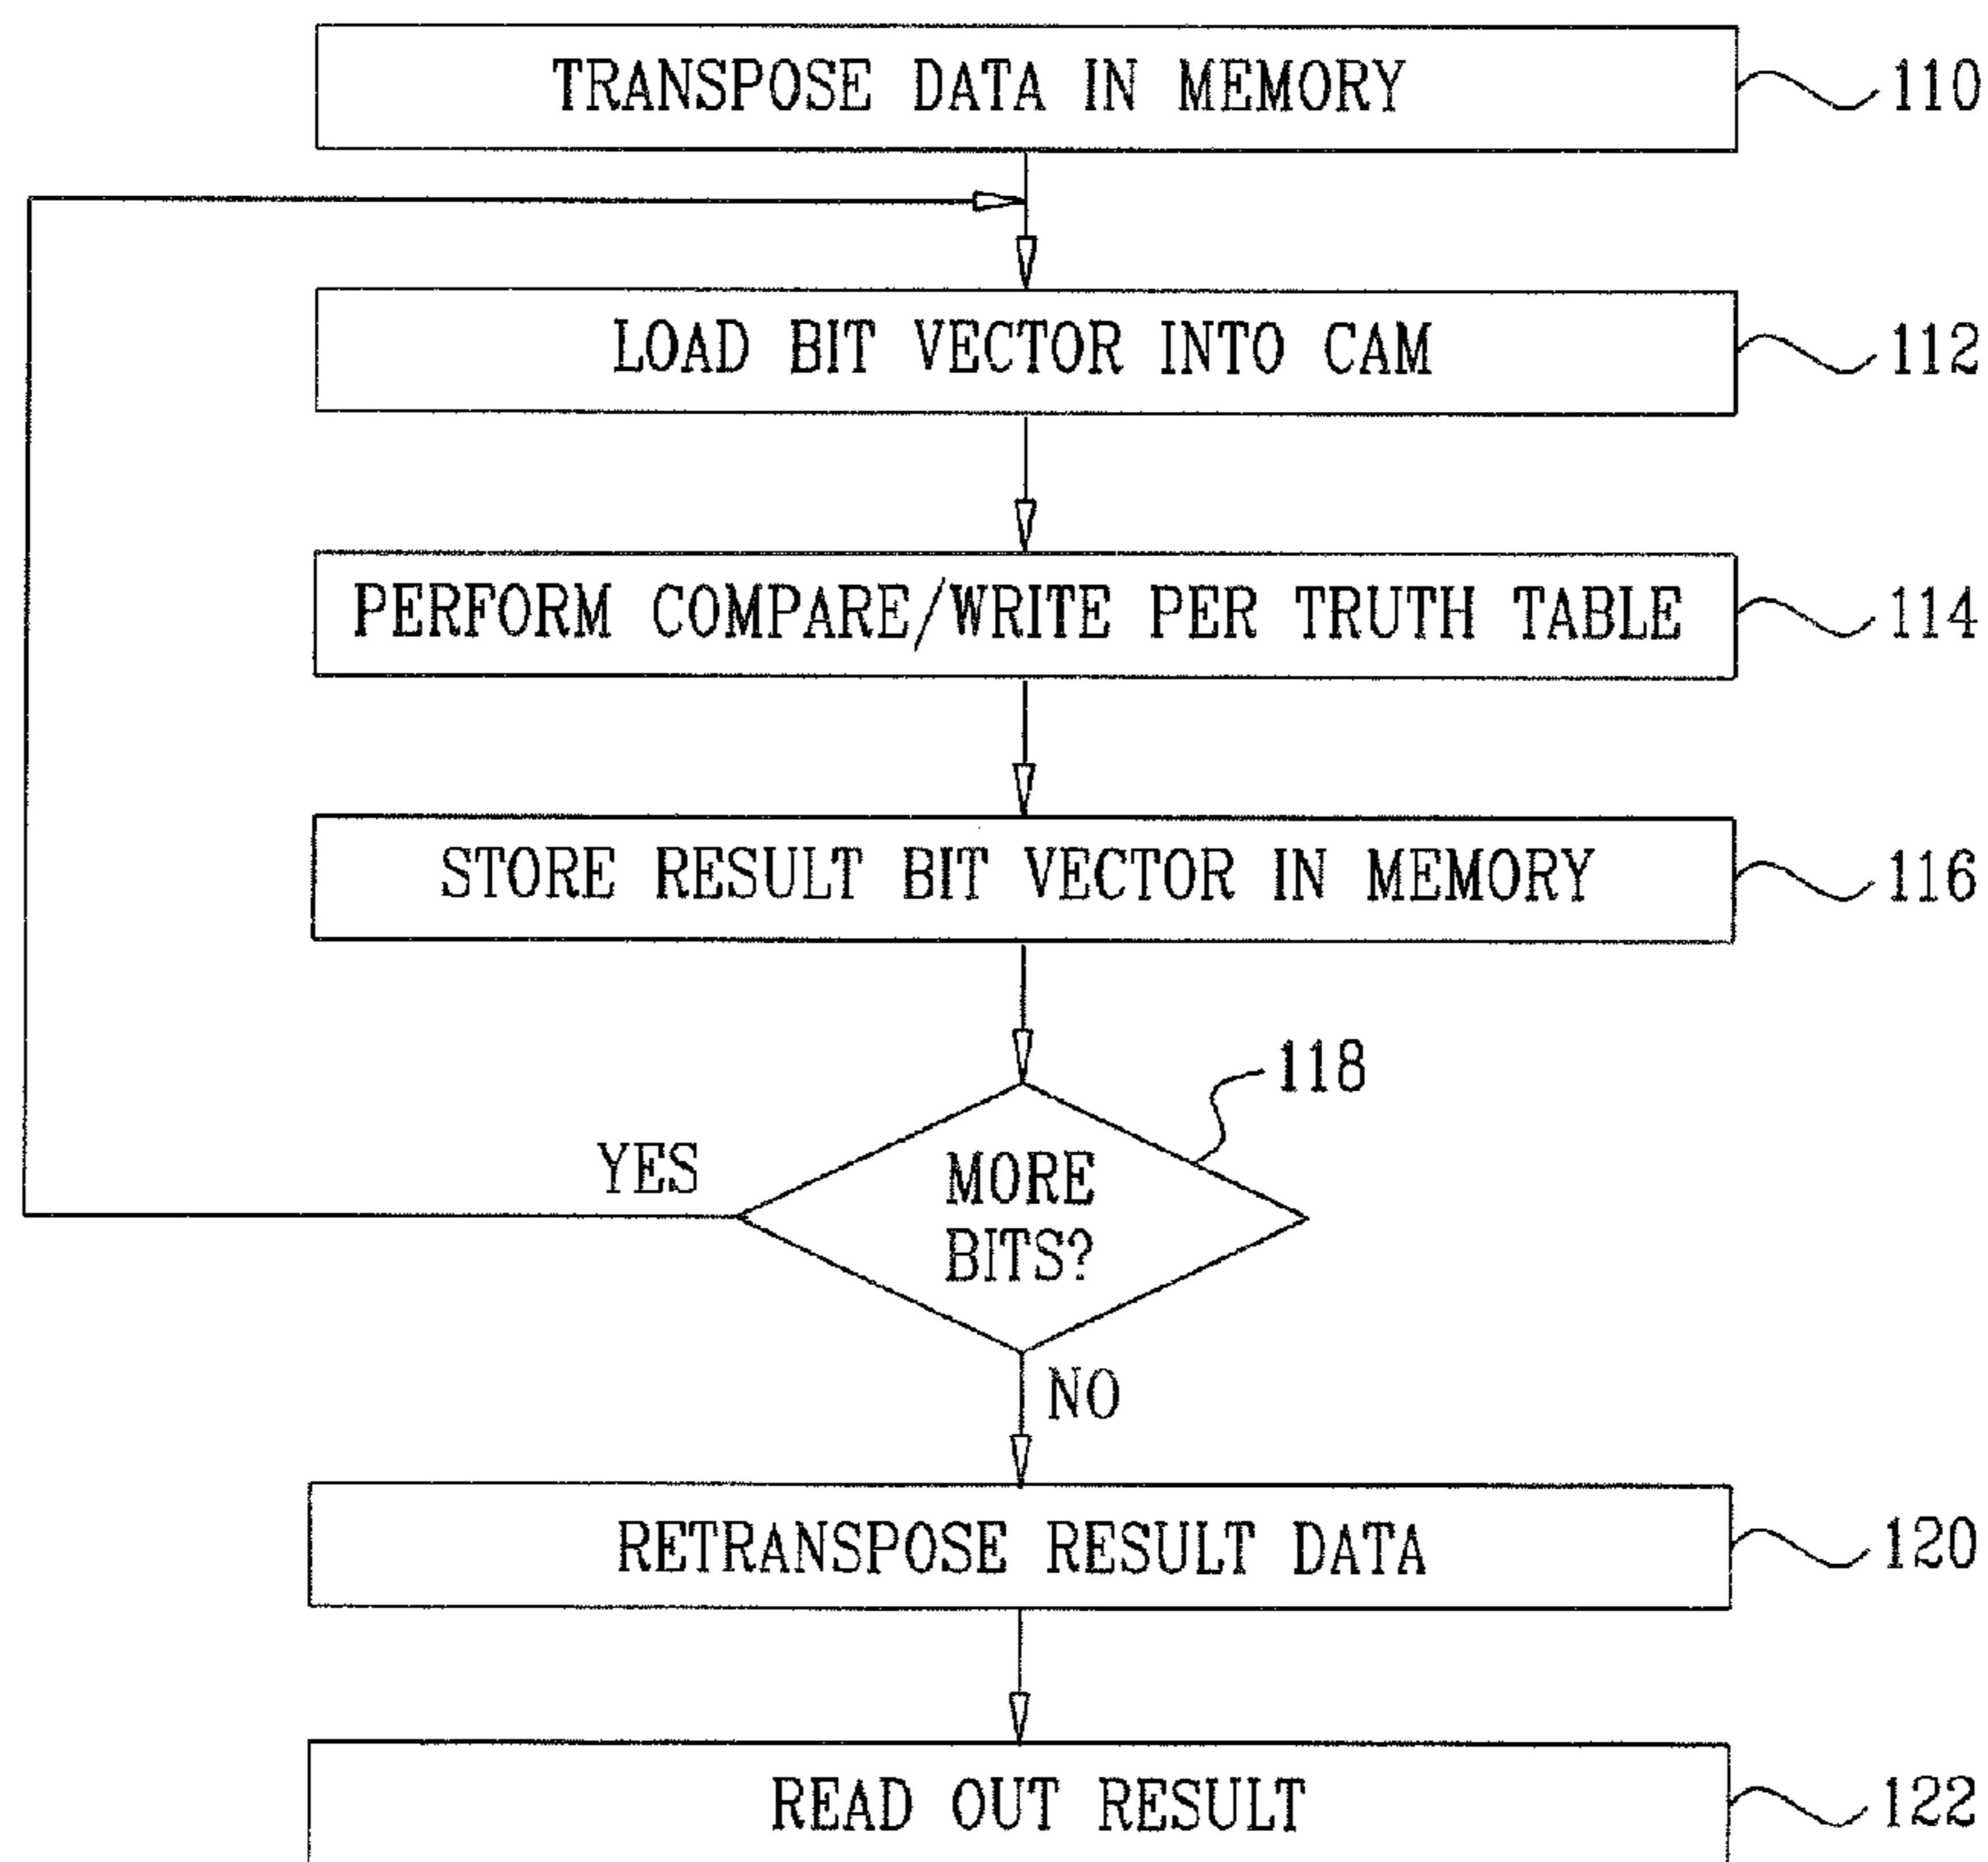 TRANSPOSE DATA IN MEMORY 110
LOAD BIT VECTOR INTO CAM 112
PERFORM COMPARE/WRITE PER TRUTH TABLE 114
STORE RESULT BIT VECTOR IN MEMORY 116
118
YES
MORE
BITS?
NO
RETRANSPOSE RESULT DATA 120
READ OUT RESULT 122